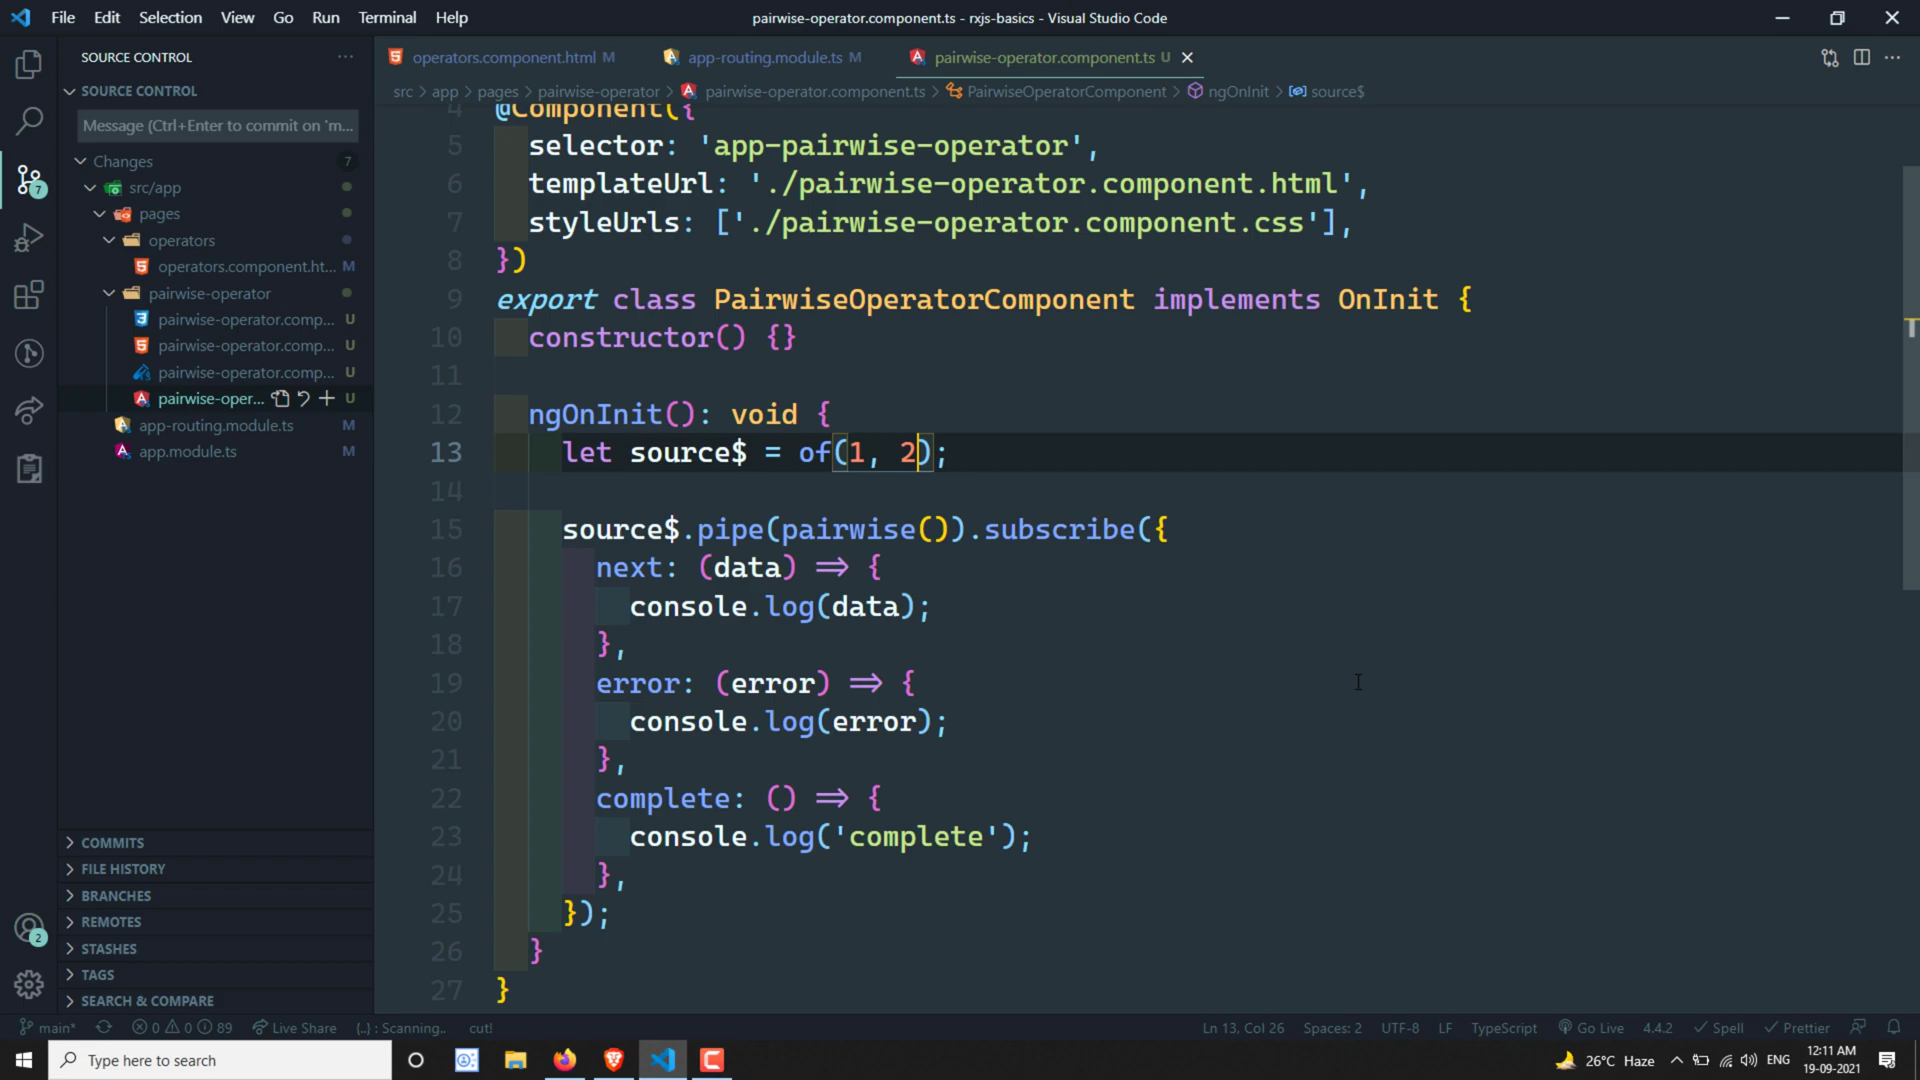 File Edit Selection View Go Run Terminal Help
pairwise-operator.component.ts - rxjs-basics - Visual Studio Code
SOURCE CONTROL
operators.component.html M
app-routing.module.ts M
pairwise-operator.component.ts U
SOURCE CONTROL
src > app > pages > pairwise-operator > pairwise-operator.component.ts > PairwiseOperatorComponent > ngOnInit > source$
Message (Ctrl+Enter to commit on 'm...
Changes 7
src/app
pages
operators
operators.component.ht... M
pairwise-operator
pairwise-operator.comp... U
pairwise-operator.comp... U
pairwise-operator.comp... U
pairwise-oper... U
app-routing.module.ts M
app.module.ts M
7
2
COMMITS
FILE HISTORY
BRANCHES
REMOTES
STASHES
TAGS
SEARCH & COMPARE
4 @Component({
5 selector: 'app-pairwise-operator',
6 templateUrl: './pairwise-operator.component.html',
7 styleUrls: ['./pairwise-operator.component.css'],
8 })
9 export class PairwiseOperatorComponent implements OnInit {
10 constructor() {}
11
12 ngOnInit(): void {
13 let source$ = of(1, 2);
14
15 source$.pipe(pairwise()).subscribe({
16 next: (data) => {
17 console.log(data);
18 },
19 error: (error) => {
20 console.log(error);
21 },
22 complete: () => {
23 console.log('complete');
24 },
25 });
26 }
27 }
main* 0 0 89 Live Share {..} : Scanning.. cut!
Ln 13, Col 26 Spaces: 2 UTF-8 LF TypeScript Go Live 4.4.2 Spell Prettier
Type here to search
26°C Haze ENG
12:11 AM
19-09-2021